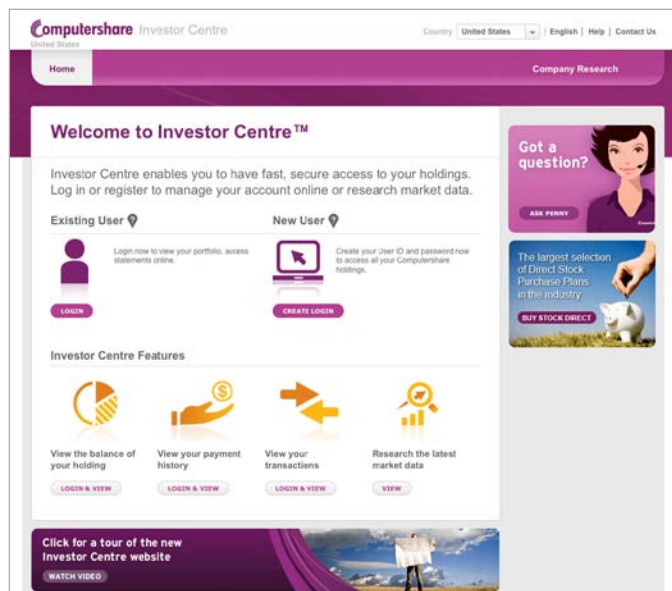 Computershare Investor Centre
United States
Country United States | English | Help | Contact Us
Home
Company Research
Welcome to Investor Centre™
Investor Centre enables you to have fast, secure access to your holdings.
Log in or register to manage your account online or research market data.
Existing User ?
Login now to view your portfolio, access
statements online.
LOGIN
New User ?
Create your User ID and password now
to access all your Computershare
holdings.
CREATE LOGIN
Investor Centre Features
$
View the balance of
your holding
LOGIN & VIEW
View your payment
history
LOGIN & VIEW
View your
transactions
LOGIN & VIEW
Research the latest
market data
VIEW
Got a
question?
ASK PENNY
The largest selection
of Direct Stock
Purchase Plans
in the industry
BUY STOCK DIRECT
Click for a tour of the new
Investor Centre website
WATCH VIDEO